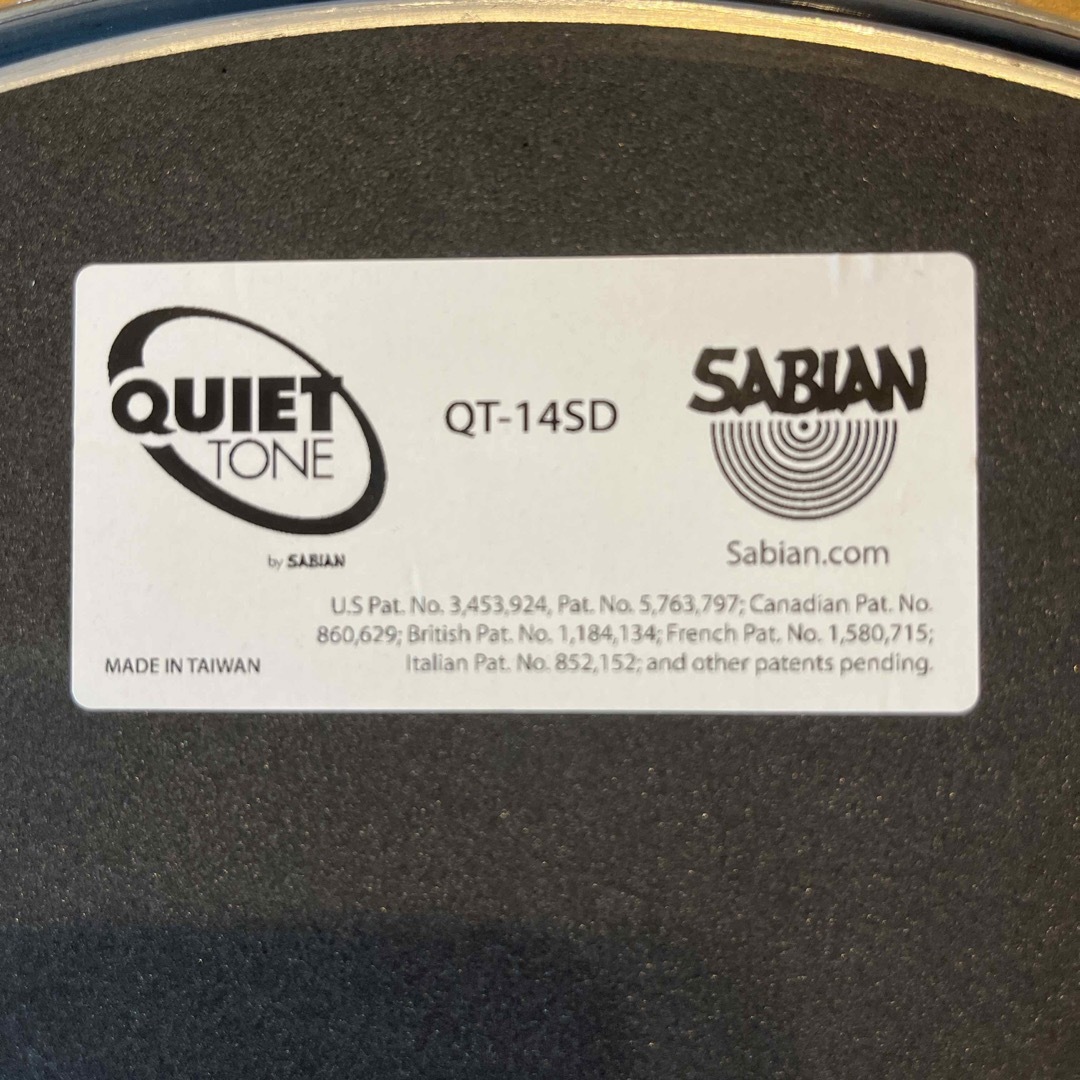 QUIET
TONE
by SABIAN
QT-14SD
SABIAN
Sabian.com
U.S Pat. No. 3,453,924, Pat. No. 5,763,797; Canadian Pat. No.
860,629; British Pat. No. 1,184,134; French Pat. No. 1,580,715;
Italian Pat. No. 852,152; and other patents pending.
MADE IN TAIWAN